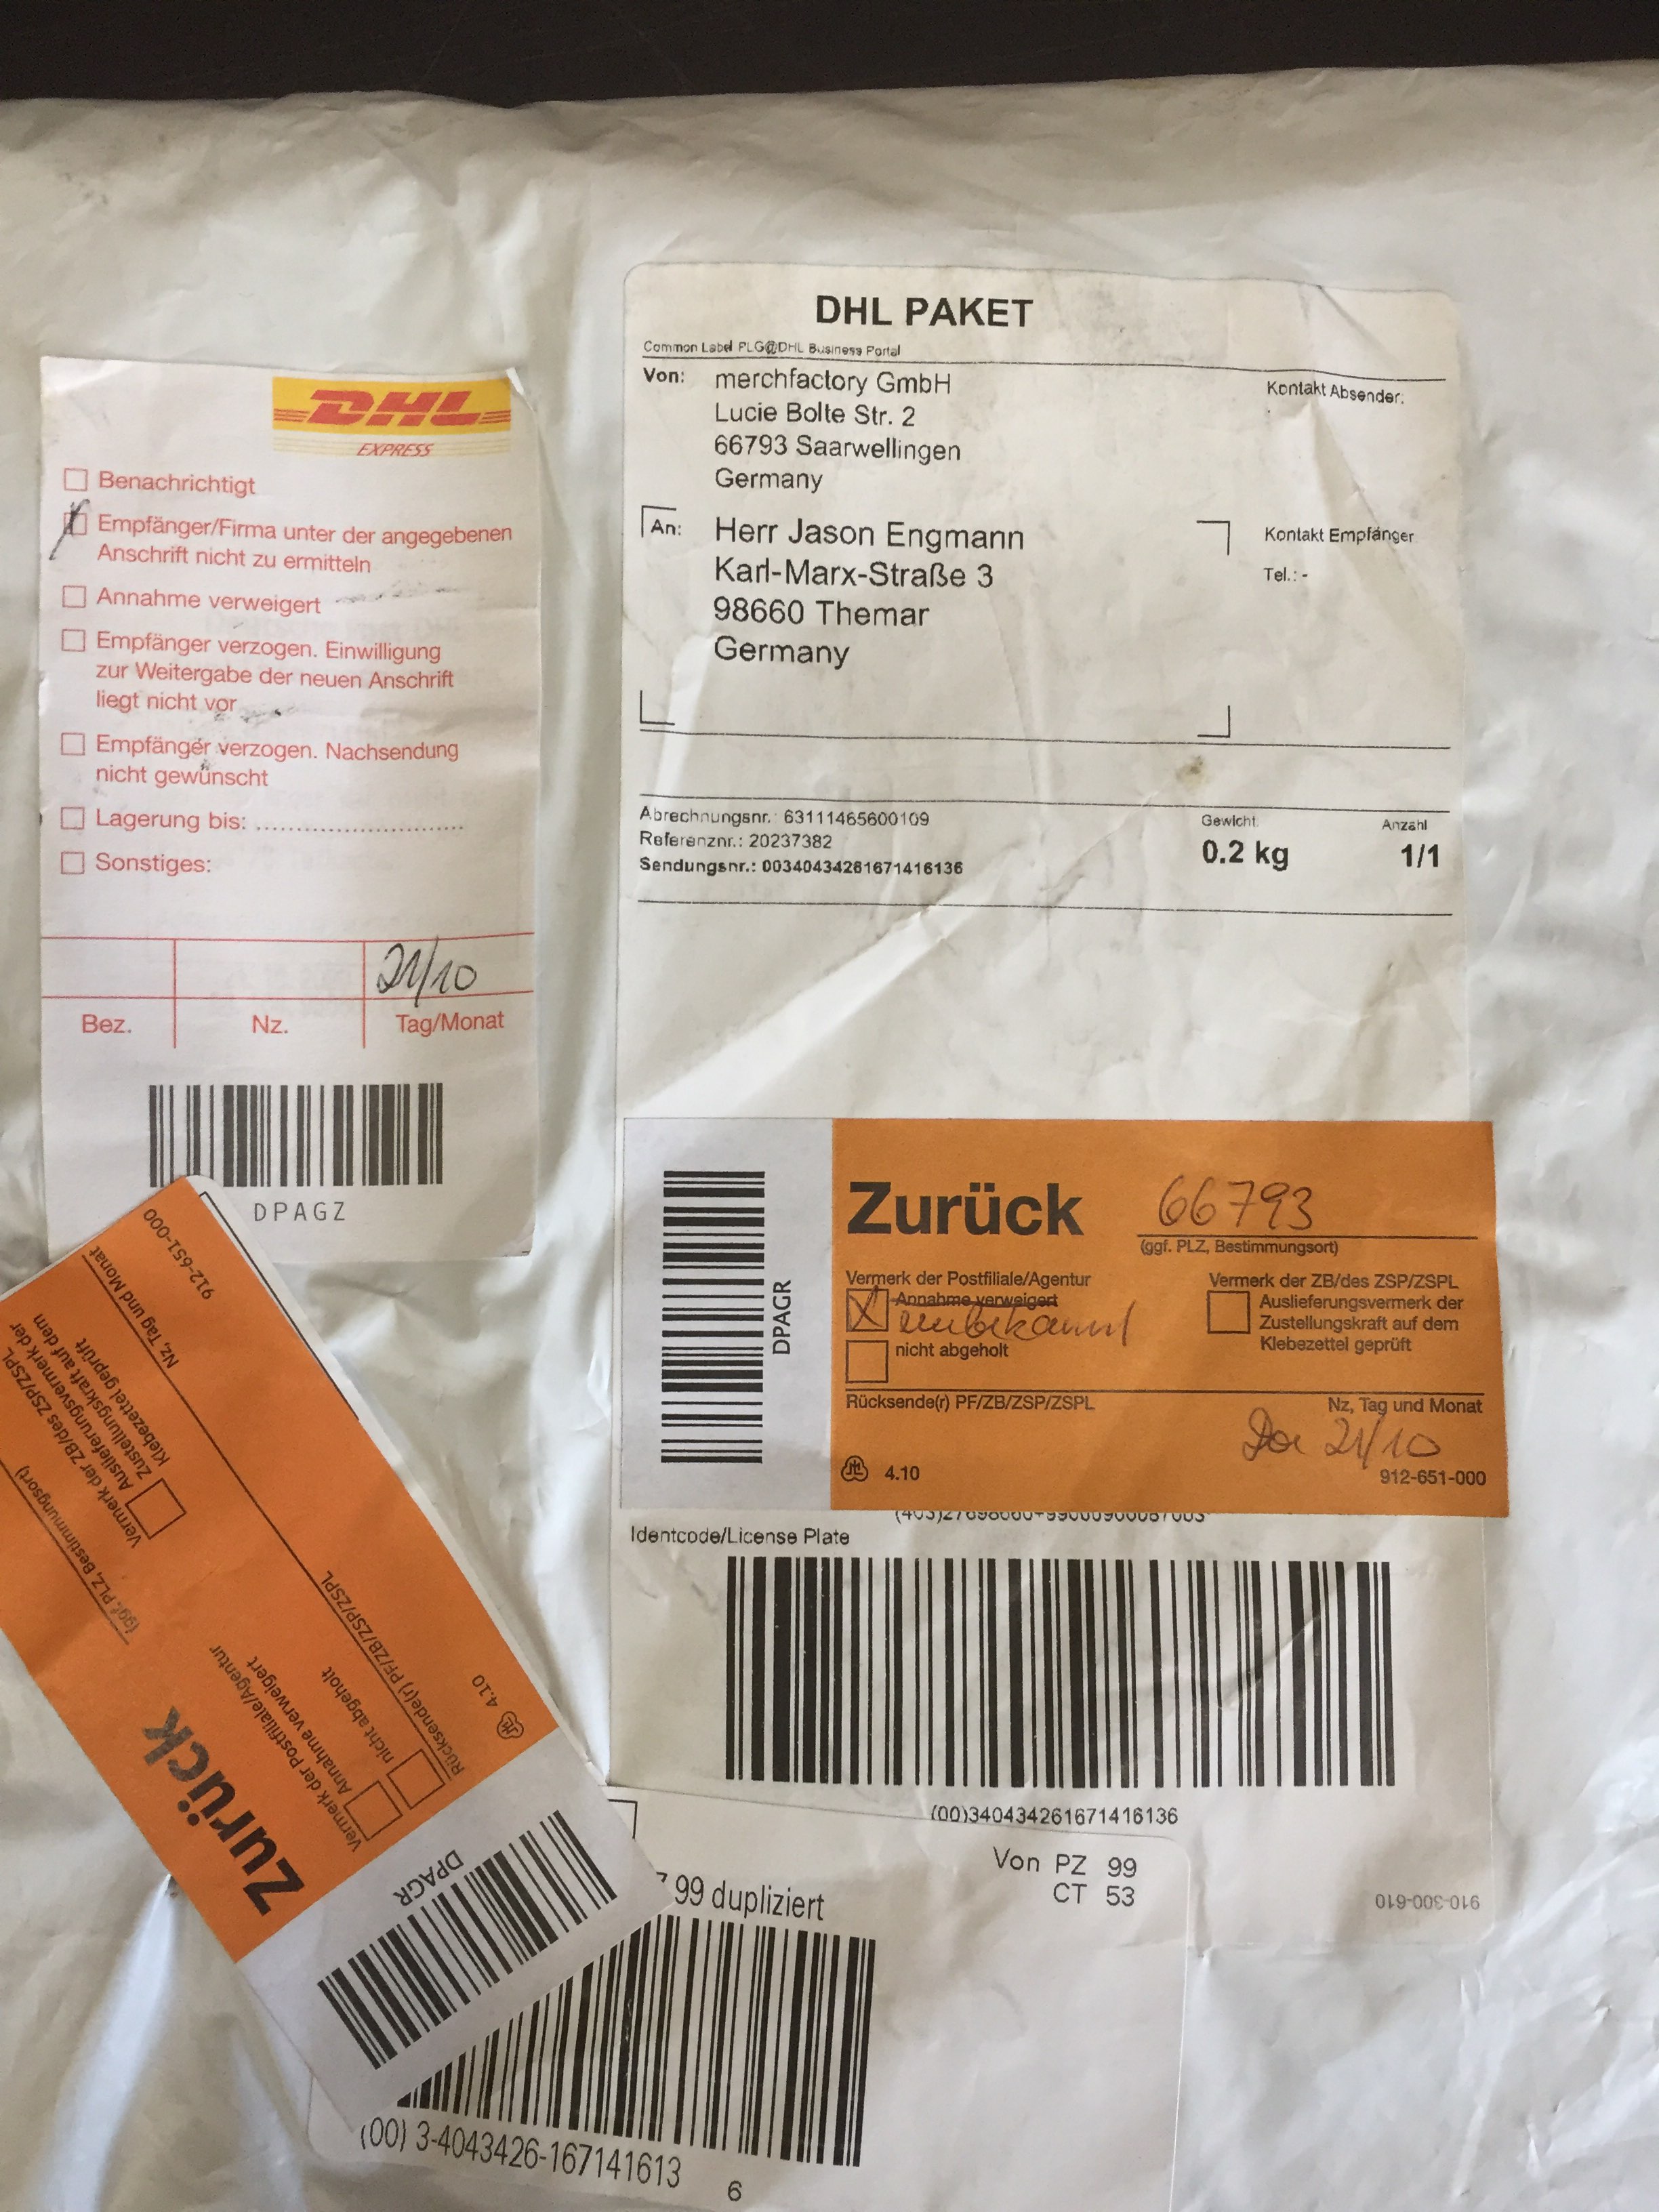 DHL
EXPRESS
Benachrichtigt
Empfänger/Firma unter der angegebenen
Anschrift nicht zu ermitteln
Annahme verweigert
Empfänger verzogen. Einwilligung
zur Weitergabe der neuen Anschrift
liegt nicht vor
Empfänger verzogen. Nachsendung
nicht gewünscht
Lagerung bis: ............................
Sonstiges:
21/10
Bez. Nz. Tag/Monat
DPAGZ
DHL PAKET
Common Label PLG@DHL Business Portal
Von: merchfactory GmbH
Kontakt Absender:
Lucie Bolte Str. 2
66793 Saarwellingen
Germany
An: Herr Jason Engmann
Kontakt Empfänger
Karl-Marx-Straße 3
Tel.: -
98660 Themar
Germany
Abrechnungsnr.: 63111465600109
Referenznr.: 20237382
Sendungsnr.: 00340434261671416136
Gewicht Anzahl
0.2 kg 1/1
Zurück 66793
(ggf. PLZ, Bestimmungsort)
Vermerk der Postfiliale/Agentur
Annahme verweigert
unbekannt
nicht abgeholt
Vermerk der ZB/des ZSP/ZSPL
Auslieferungsvermerk der
Zustellungskraft auf dem
Klebezettel geprüft
Rücksende(r) PF/ZB/ZSP/ZSPL
Nz, Tag und Monat
21/10
4.10
912-651-000
DPAGR
Identcode/License Plate
(00)340434261671416136
Von PZ 99
CT 53
910-300-610
99 dupliziert
(00) 3-4043426-167141613
6
Zurück
(ggf. PLZ, Bestimmungsort)
Vermerk der Postfiliale/Agentur
Annahme verweigert
nicht abgeholt
Vermerk der ZB/des ZSP/ZSPL
Auslieferungsvermerk der
Zustellungskraft auf dem
Klebezettel geprüft
Rücksende(r) PF/ZB/ZSP/ZSPL
Nz, Tag und Monat
4.10
912-651-000
DPAGR